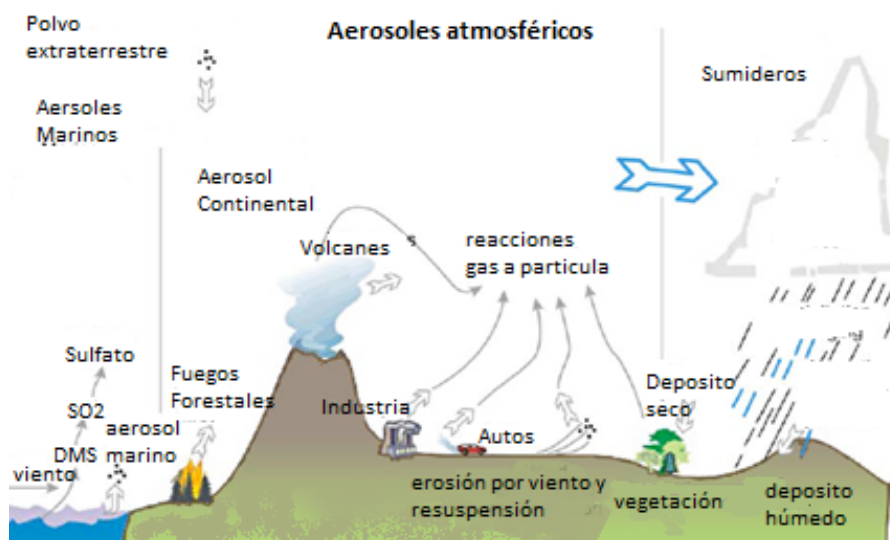 Aerosoles atmosféricos
Polvo
extraterrestre
Aersoles
Marinos
Sumideros
Aerosol
Continental
Volcanes
s
reacciones
gas a particula
Sulfato
SO2
DMS
viento
aerosol
marino
Fuegos
Forestales
Industria
Autos
erosión por viento y
resuspensión
Deposito
seco
vegetación
deposito
húmedo